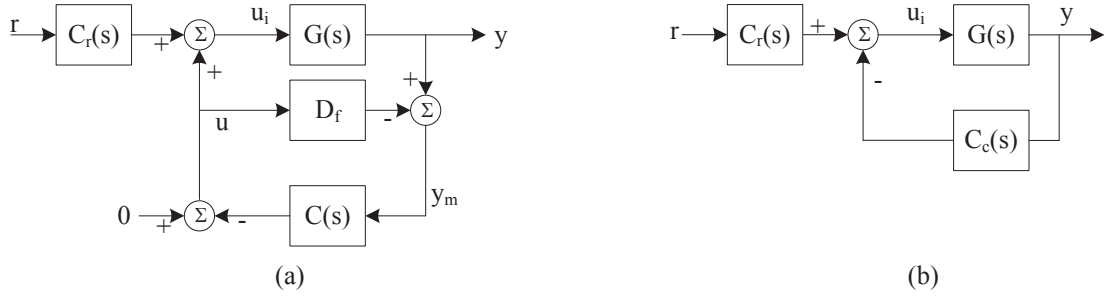 r
C_r(s)
+
Σ
u_i
G(s)
y
+
+
u
D_f
-
Σ
0
+
Σ
-
C(s)
y_m
(a)
r
C_r(s)
+
Σ
u_i
G(s)
y
-
C_c(s)
(b)